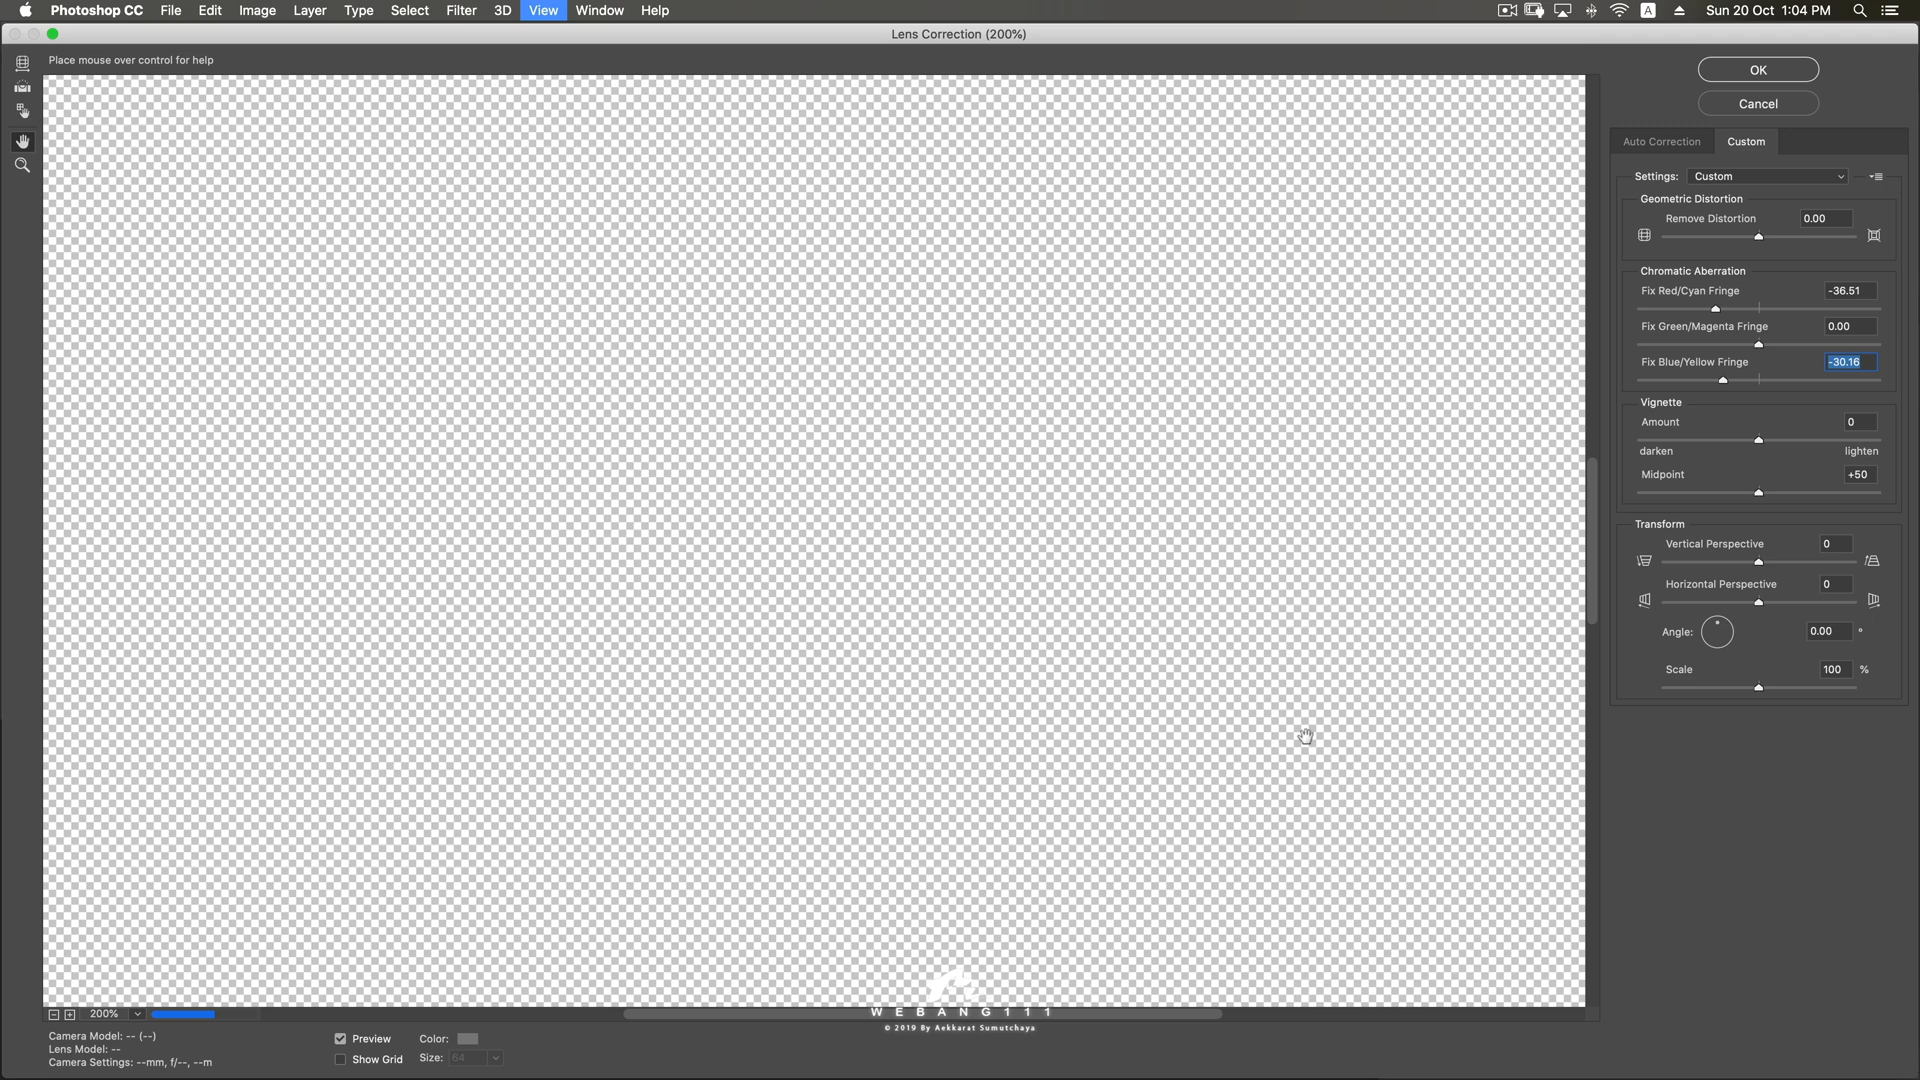 Photoshop CC File Edit Image Layer Type Select Filter 3D View Window Help A Sun 20 Oct 1:04 PM
Lens Correction (200%)
Place mouse over control for help
OK
Cancel
Auto Correction Custom
Settings: Custom
Geometric Distortion
Remove Distortion 0.00
Chromatic Aberration
Fix Red/Cyan Fringe -36.51
Fix Green/Magenta Fringe 0.00
Fix Blue/Yellow Fringe -30.16
Vignette
Amount 0
darken lighten
Midpoint +50
Transform
Vertical Perspective 0
Horizontal Perspective 0
Angle: 0.00 °
Scale 100 %
200%
WEBANG111
© 2019 By Aekkarat Sumutchaya
Camera Model: -- (--)
Lens Model: --
Camera Settings: --mm, f/--, --m
Preview Color:
Show Grid Size: 64